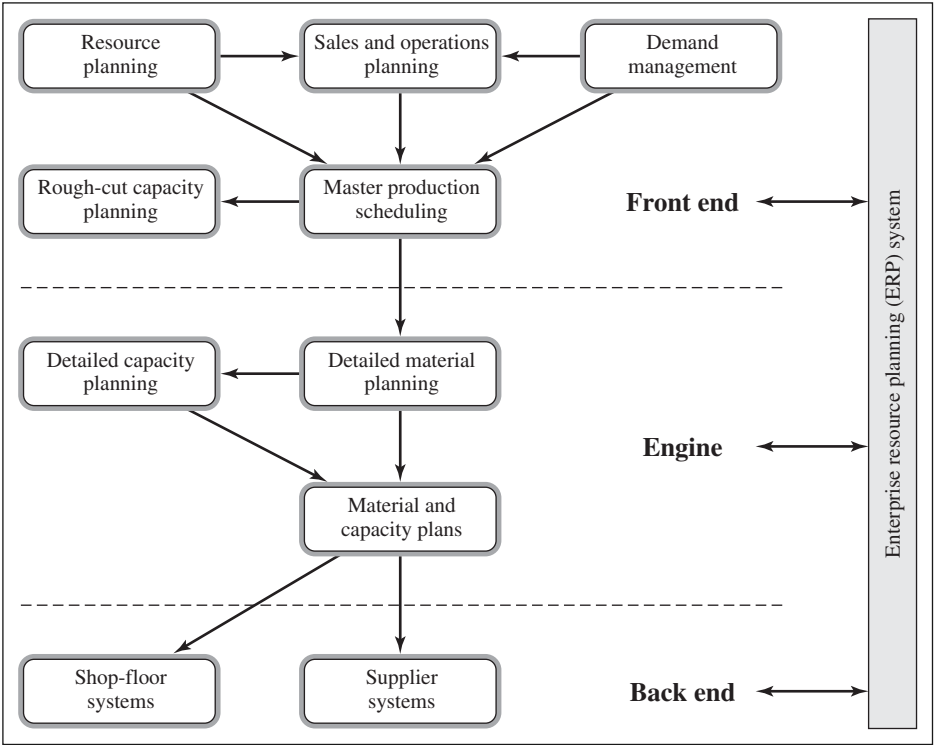 Resource
planning
Sales and operations
planning
Demand
management
Rough-cut capacity
planning
Master production
scheduling
Front end
Detailed capacity
planning
Detailed material
planning
Engine
Material and
capacity plans
Shop-floor
systems
Supplier
systems
Back end
Enterprise resource planning (ERP) system